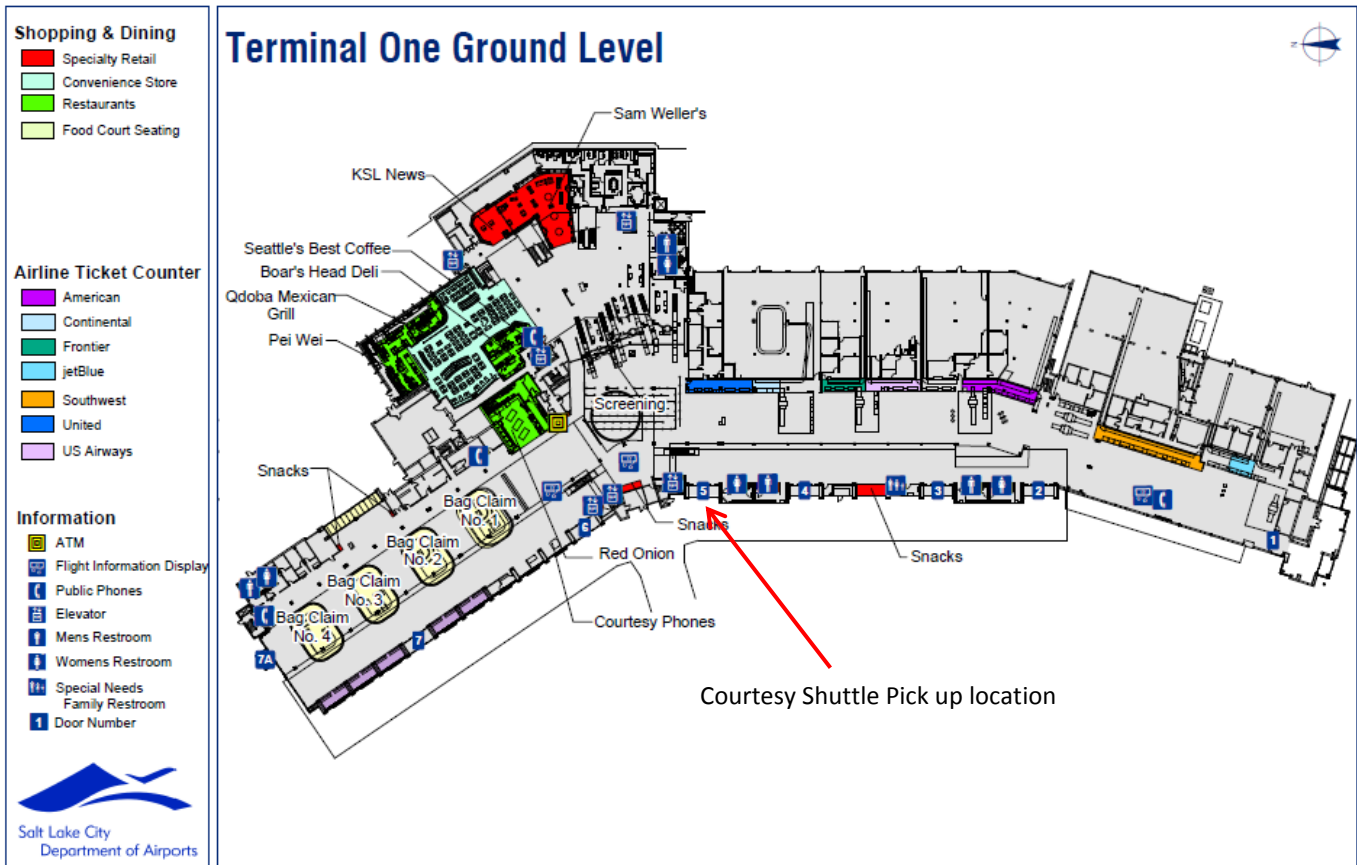 Shopping & Dining
Specialty Retail
Convenience Store
Restaurants
Food Court Seating
Airline Ticket Counter
American
Continental
Frontier
jetBlue
Southwest
United
US Airways
Information
ATM
Flight Information Display
Public Phones
Elevator
Mens Restroom
Womens Restroom
Special Needs
Family Restroom
1 Door Number
Salt Lake City
Department of Airports
Terminal One Ground Level
N
Sam Weller's
KSL News
Seattle's Best Coffee
Boar's Head Deli
Qdoba Mexican
Grill
Pei Wei
Screening
Snacks
Bag Claim
No. 1
Bag Claim
No. 2
Bag Claim
No. 3
Bag Claim
No. 4
7A
7
6
5
4
3
2
1
Snacks
Snacks
Red Onion
Courtesy Phones
Courtesy Shuttle Pick up location